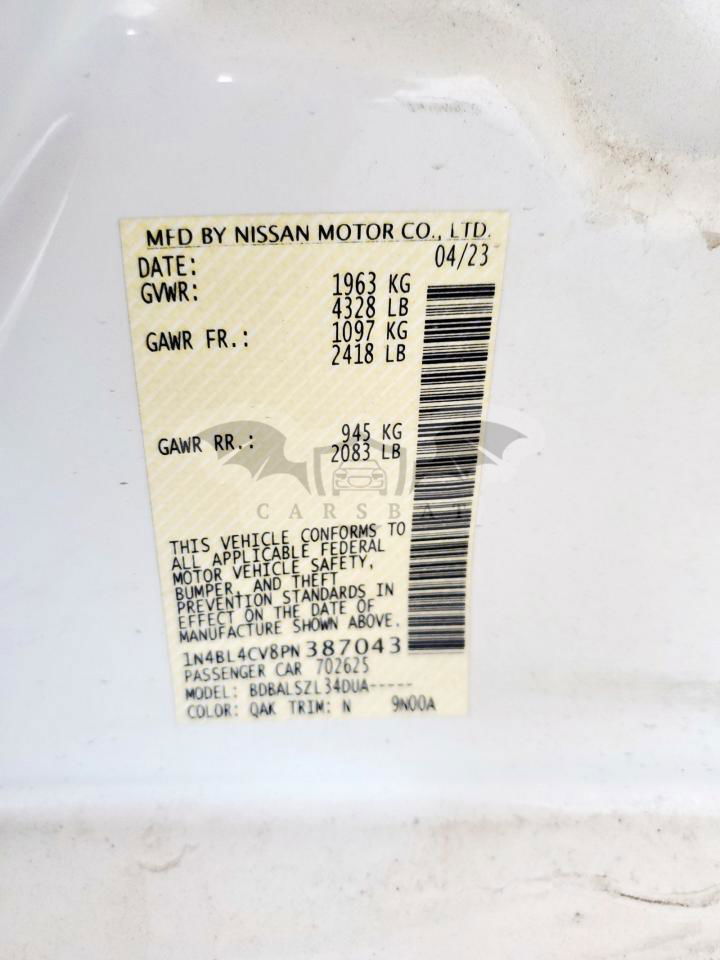 MFD BY NISSAN MOTOR CO., LTD.
DATE: 04/23
GVWR: 1963 KG
4328 LB
GAWR FR.: 1097 KG
2418 LB
GAWR RR.: 945 KG
2083 LB
CARSBAT
THIS VEHICLE CONFORMS TO
ALL APPLICABLE FEDERAL
MOTOR VEHICLE SAFETY,
BUMPER, AND THEFT
PREVENTION STANDARDS IN
EFFECT ON THE DATE OF
MANUFACTURE SHOWN ABOVE.
1N4BL4CV8PN387043
PASSENGER CAR 702625
MODEL: BDBALSZL34DUA-----
COLOR: QAK TRIM: N 9N00A